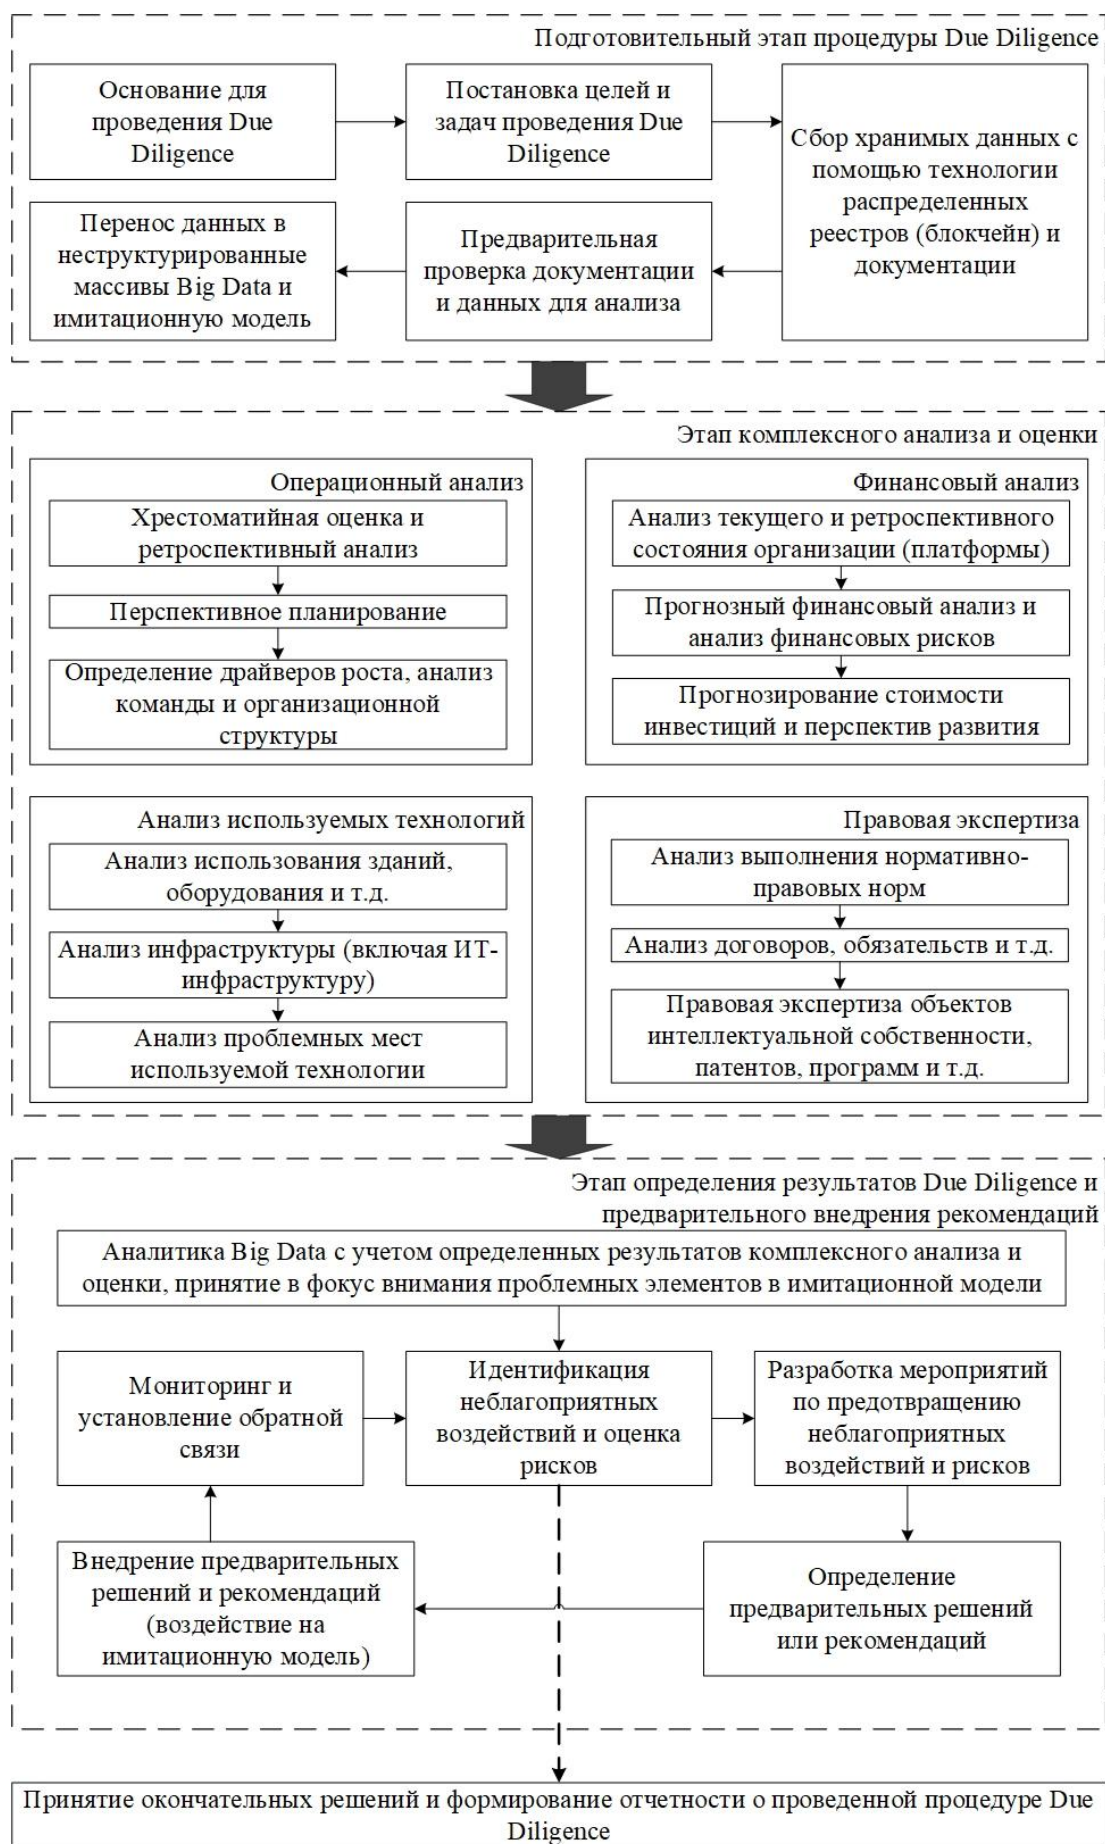 Подготовительный этап процедуры Due Diligence
Основание для
проведения Due
Diligence
Постановка целей и
задач проведения Due
Diligence
Сбор хранимых данных с
помощью технологии
распределенных
реестров (блокчейн) и
документации
Предварительная
проверка документации
и данных для анализа
Перенос данных в
неструктурированные
массивы Big Data и
имитационную модель
Этап комплексного анализа и оценки
Операционный анализ
Хрестоматийная оценка и
ретроспективный анализ
Перспективное планирование
Определение драйверов роста, анализ
команды и организационной
структуры
Финансовый анализ
Анализ текущего и ретроспективного
состояния организации (платформы)
Прогнозный финансовый анализ и
анализ финансовых рисков
Прогнозирование стоимости
инвестиций и перспектив развития
Анализ используемых технологий
Анализ использования зданий,
оборудования и т.д.
Анализ инфраструктуры (включая ИТ-
инфраструктуру)
Анализ проблемных мест
используемой технологии
Правовая экспертиза
Анализ выполнения нормативно-
правовых норм
Анализ договоров, обязательств и т.д.
Правовая экспертиза объектов
интеллектуальной собственности,
патентов, программ и т.д.
Этап определения результатов Due Diligence и
предварительного внедрения рекомендаций
Аналитика Big Data с учетом определенных результатов комплексного анализа и
оценки, принятие в фокус внимания проблемных элементов в имитационной модели
Мониторинг и
установление обратной
связи
Идентификация
неблагоприятных
воздействий и оценка
рисков
Разработка мероприятий
по предотвращению
неблагоприятных
воздействий и рисков
Внедрение предварительных
решений и рекомендаций
(воздействие на
имитационную модель)
Определение
предварительных решений
или рекомендаций
Принятие окончательных решений и формирование отчетности о проведенной процедуре Due
Diligence